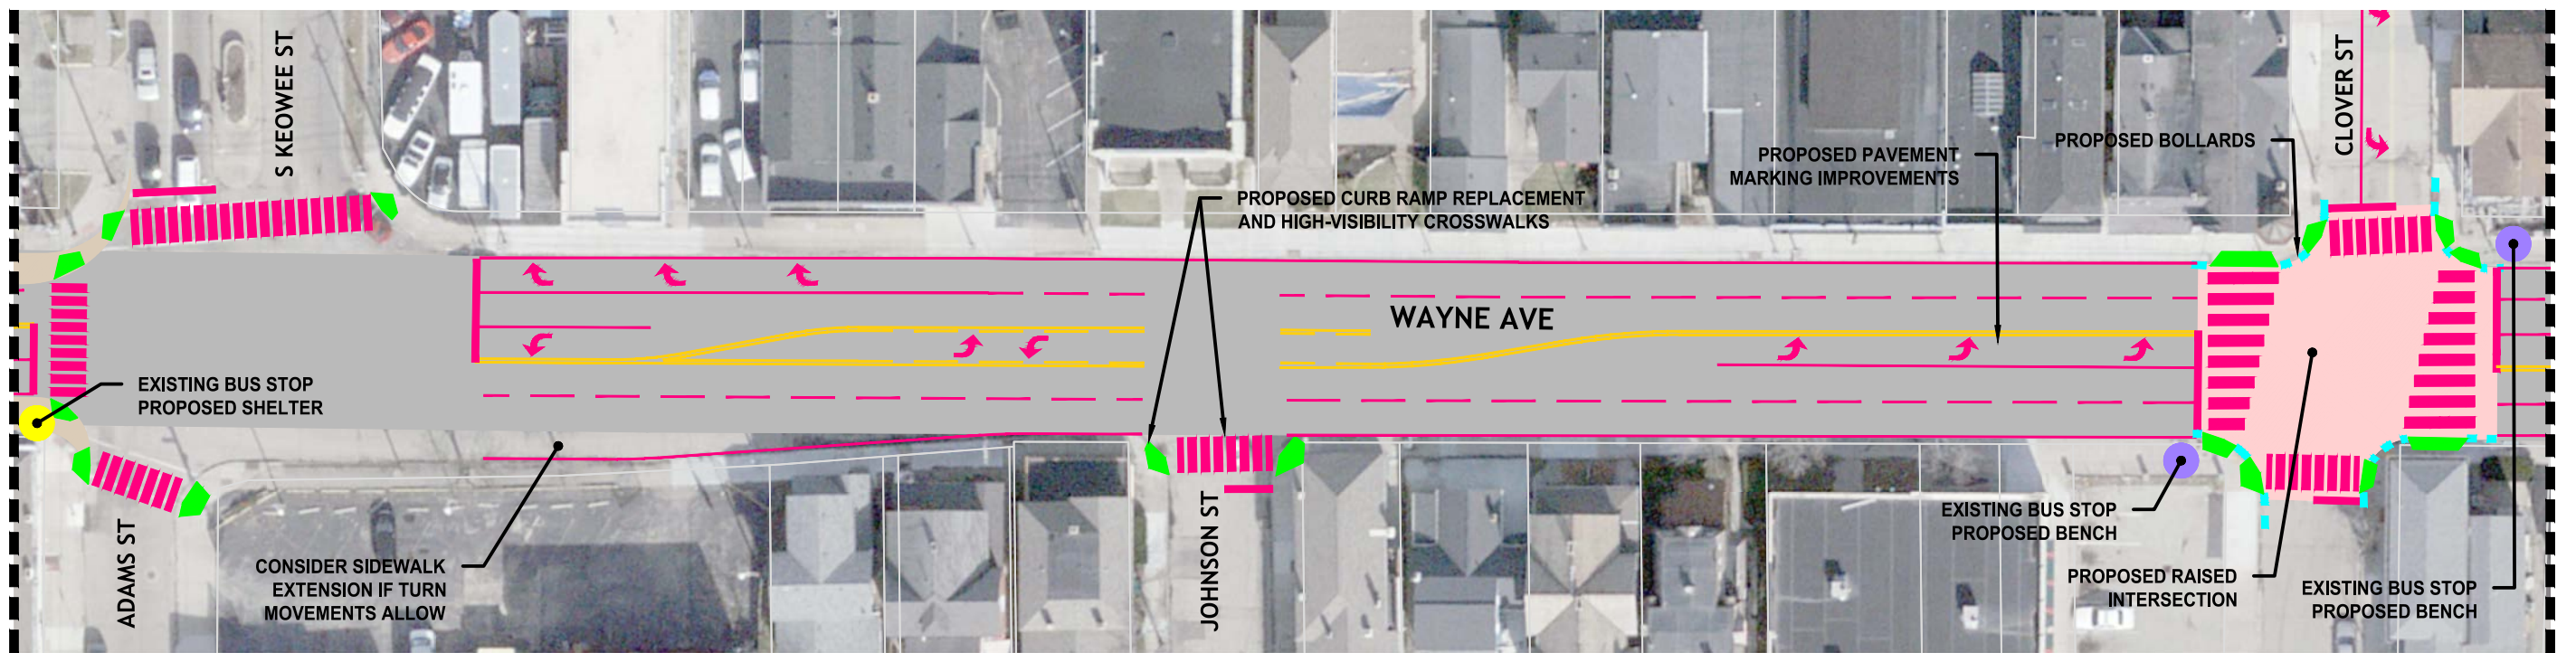 S KEOWEE ST
CLOVER ST
PROPOSED BOLLARDS
PROPOSED PAVEMENT
MARKING IMPROVEMENTS
PROPOSED CURB RAMP REPLACEMENT
AND HIGH-VISIBILITY CROSSWALKS
WAYNE AVE
EXISTING BUS STOP
PROPOSED SHELTER
ADAMS ST
CONSIDER SIDEWALK
EXTENSION IF TURN
MOVEMENTS ALLOW
JOHNSON ST
EXISTING BUS STOP
PROPOSED BENCH
PROPOSED RAISED
INTERSECTION
EXISTING BUS STOP
PROPOSED BENCH